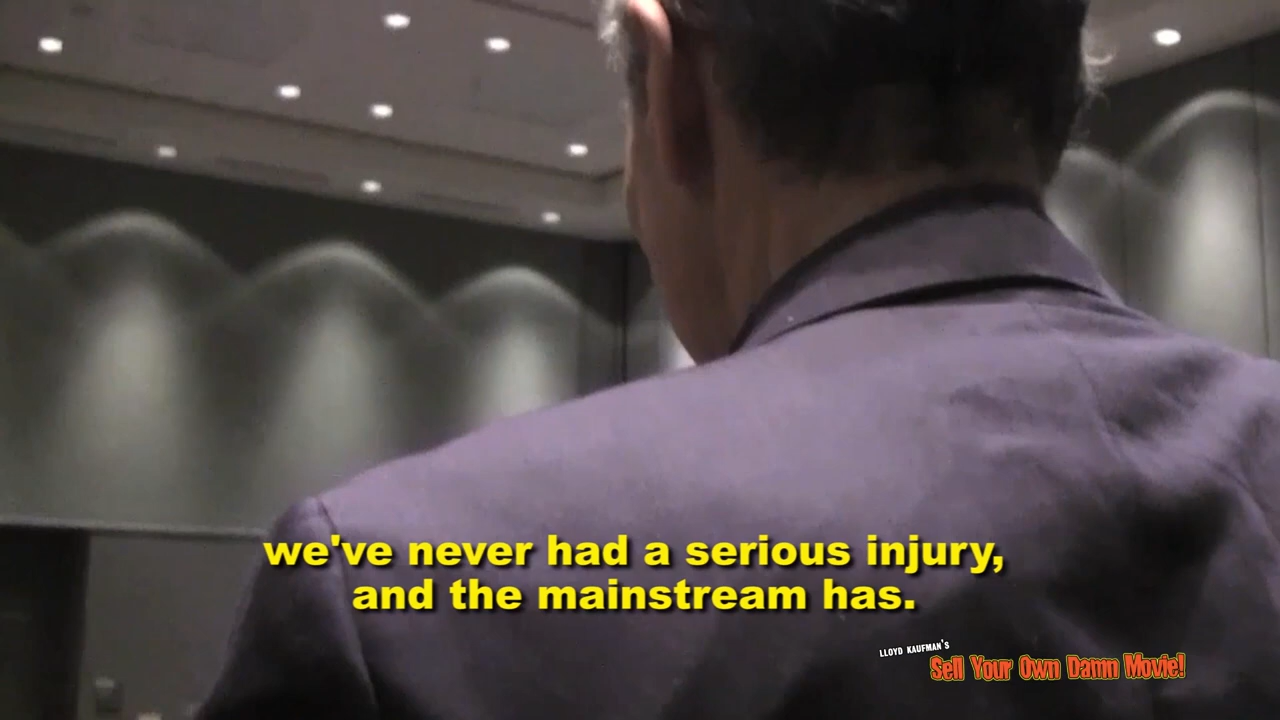 we've never had a serious injury,
and the mainstream has.
LLOYD KAUFMAN'S
Sell Your Own Damn Movie!